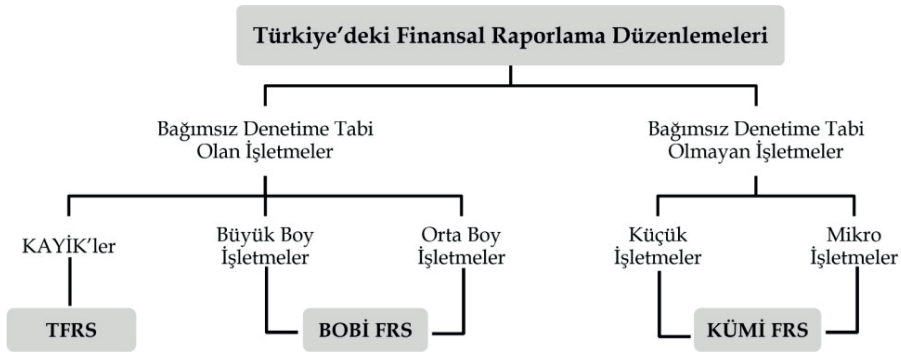 Türkiye'deki Finansal Raporlama Düzenlemeleri
Bağımsız Denetime Tabi
Olan İşletmeler
Bağımsız Denetime Tabi
Olmayan İşletmeler
KAYİK'ler
Büyük Boy
İşletmeler
Orta Boy
İşletmeler
Küçük
İşletmeler
Mikro
İşletmeler
TFRS
BOBİ FRS
KÜMİ FRS